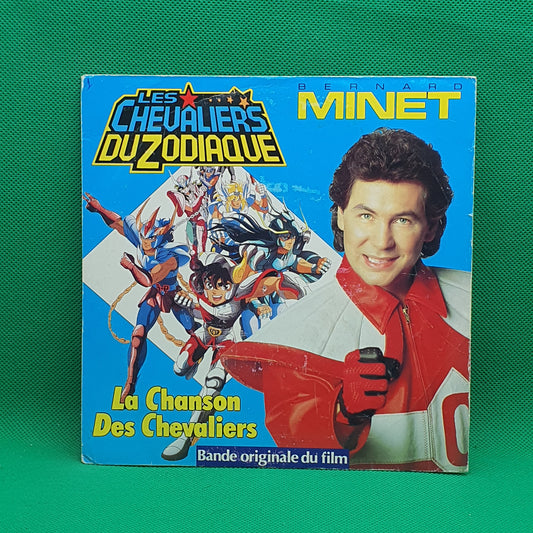 LES
CHEVALIERS
DU ZODIAQUE
BERNARD
MINET
La Chanson
Des Chevaliers
Bande originale du film